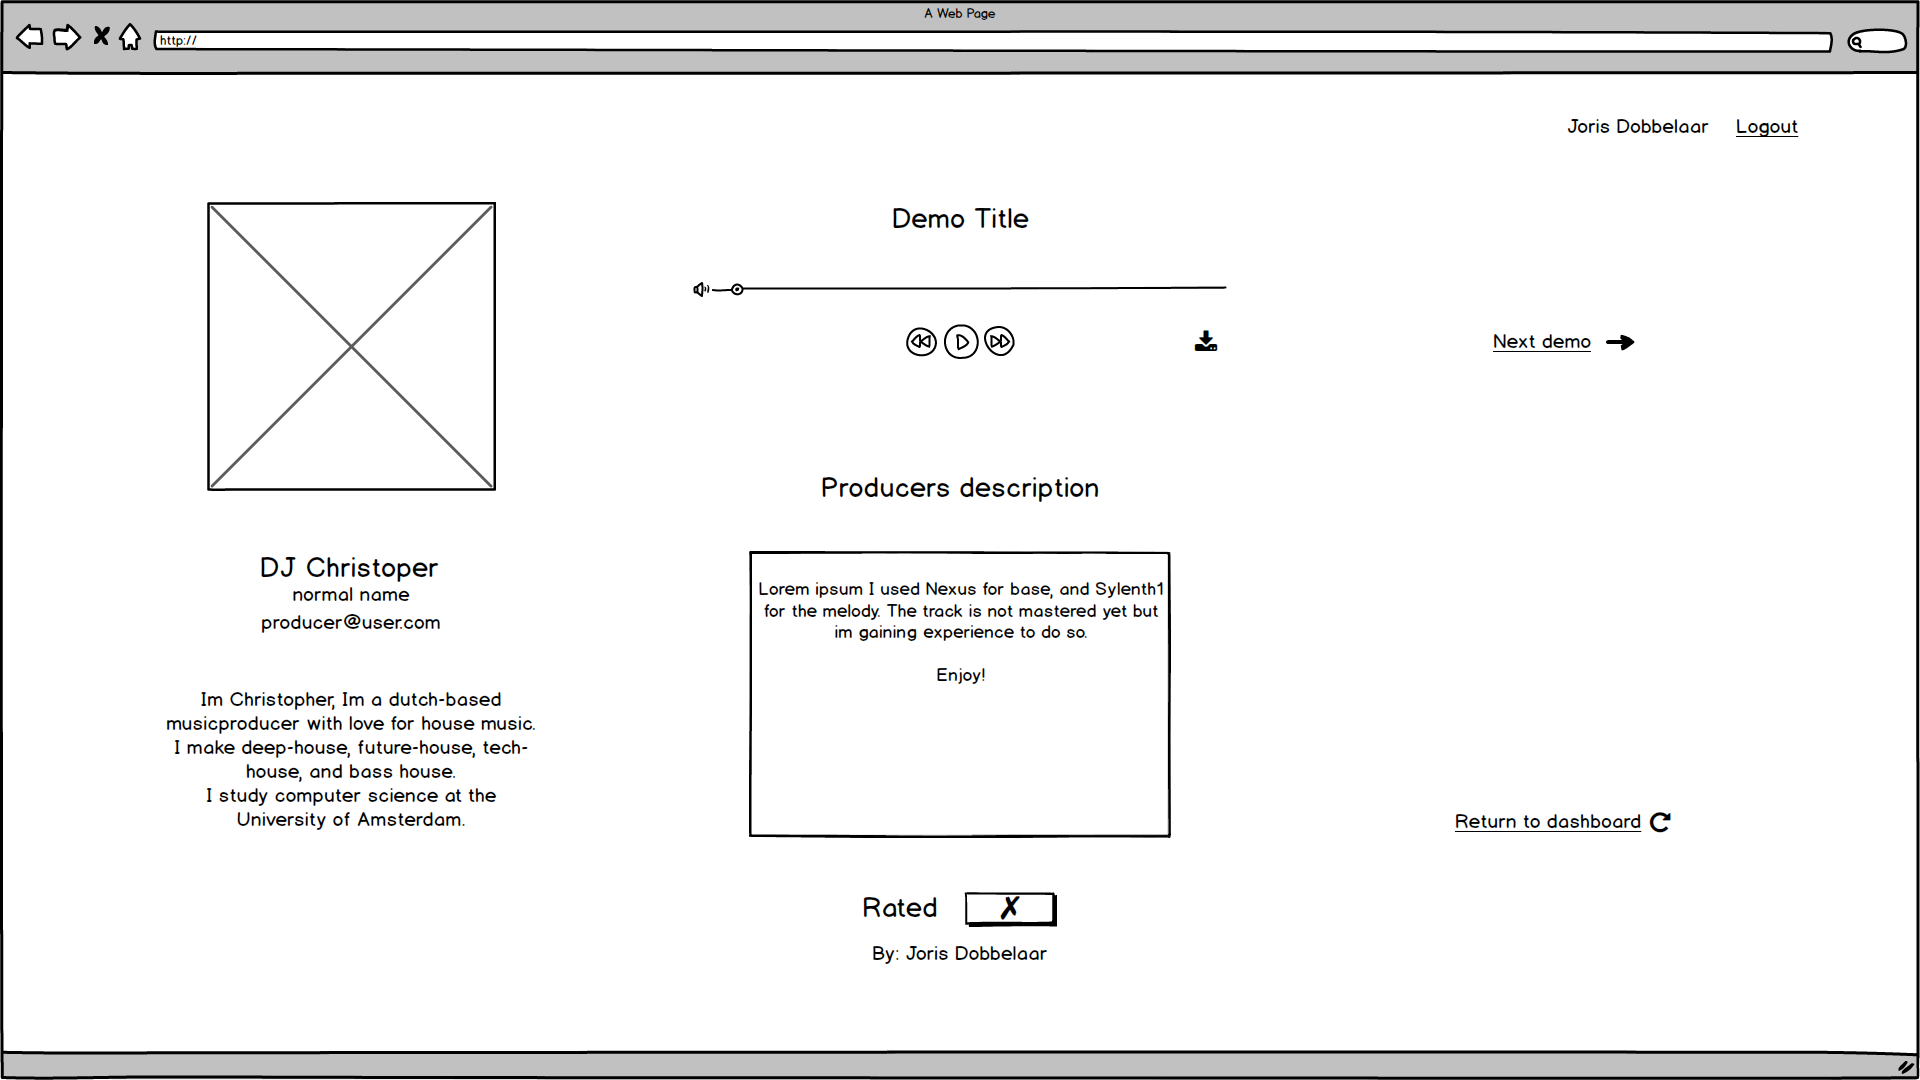 A Web Page
http://
Joris Dobbelaar Logout
Demo Title
Next demo
Producers description
DJ Christoper
normal name
producer@user.com
Im Christopher, Im a dutch-based
musicproducer with love for house music.
I make deep-house, future-house, tech-
house, and bass house.
I study computer science at the
University of Amsterdam.
Lorem ipsum I used Nexus for base, and Sylenth1
for the melody. The track is not mastered yet but
im gaining experience to do so.
Enjoy!
Return to dashboard
Rated ✗
By: Joris Dobbelaar